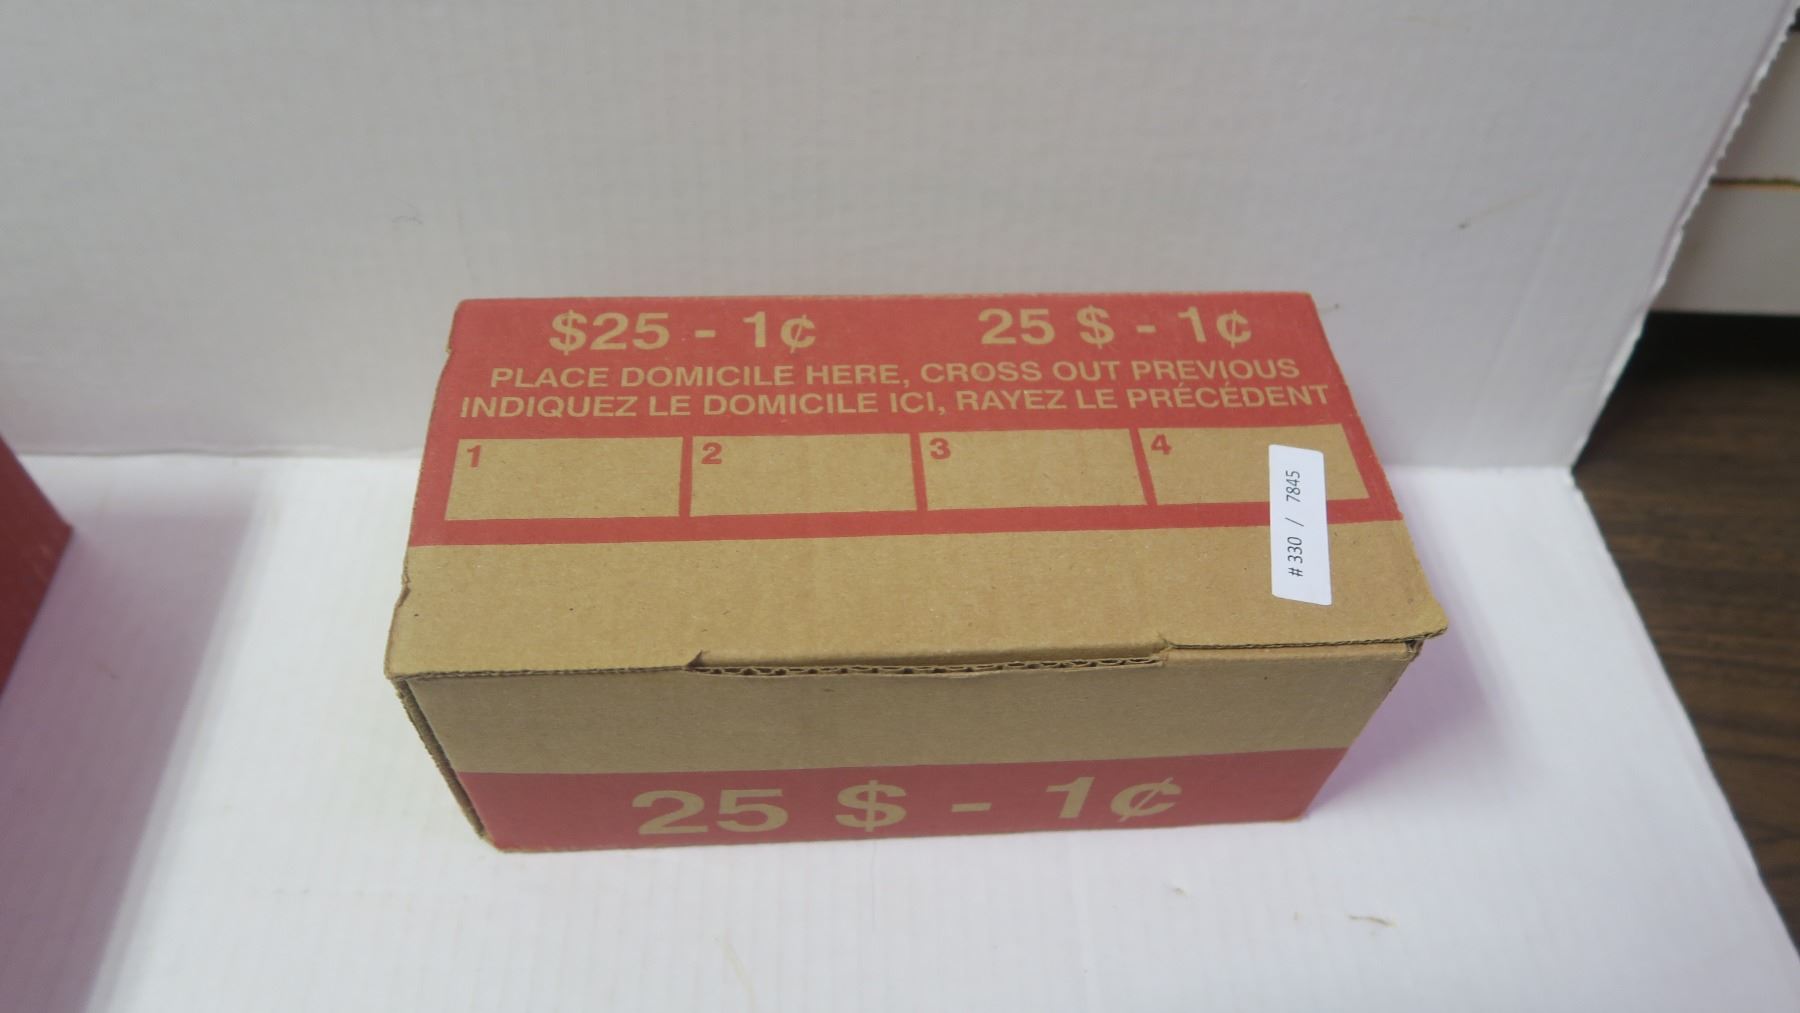 $25 - 1¢ 25 $ - 1¢
PLACE DOMICILE HERE, CROSS OUT PREVIOUS
INDIQUEZ LE DOMICILE ICI, RAYEZ LE PRÉCÉDENT
1 2 3 4
# 330 / 7845
25 $ - 1¢